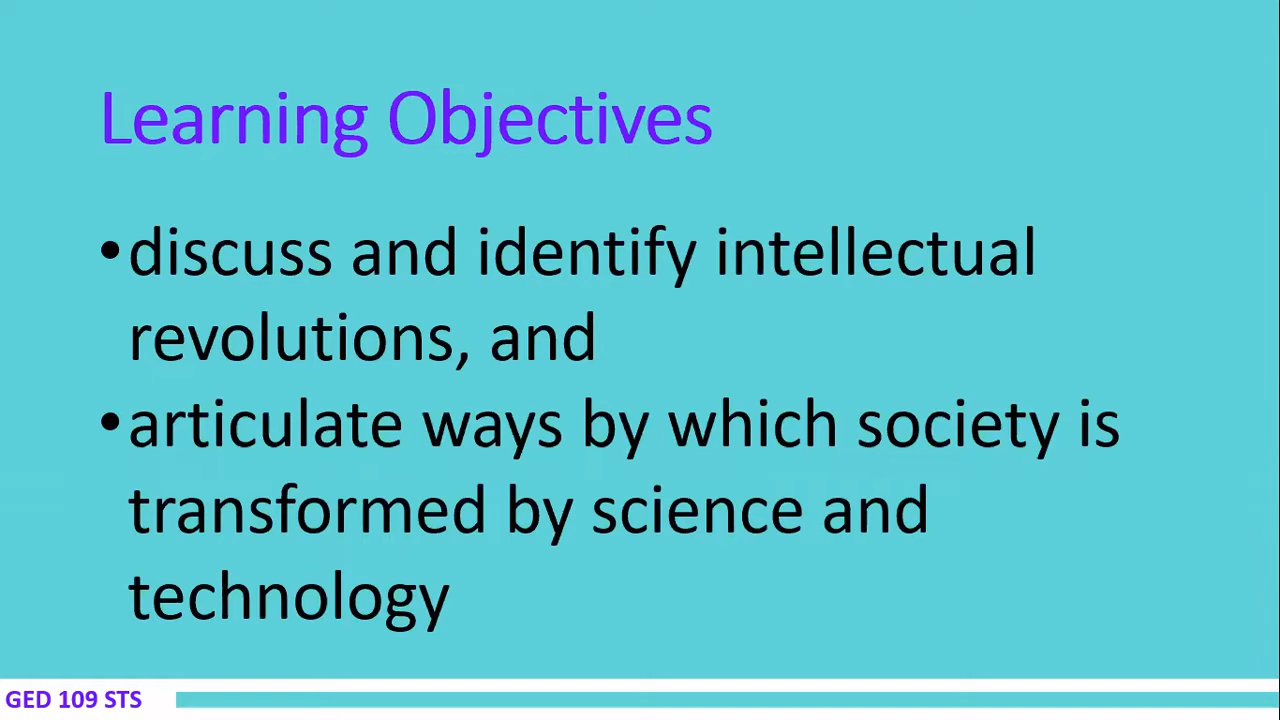 Learning Objectives
•discuss and identify intellectual
revolutions, and
•articulate ways by which society is
transformed by science and
technology
GED 109 STS